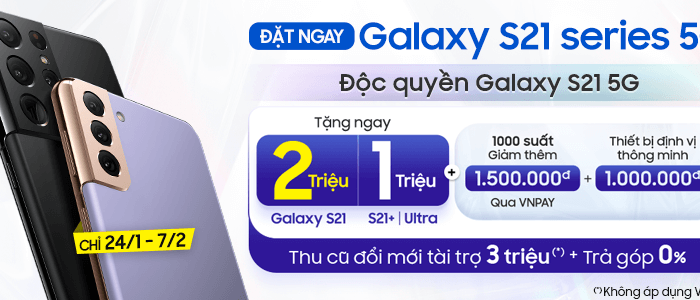 ĐẶT NGAY Galaxy S21 series 5
Độc quyền Galaxy S21 5G
Tặng ngay
2 Triệu 1 Triệu
Galaxy S21 S21+ | Ultra
+
1000 suất
Giảm thêm
1.500.000đ
Qua VNPAY
+
Thiết bị định vị
thông minh
1.000.000đ
CHỈ 24/1 - 7/2
Thu cũ đổi mới tài trợ 3 triệu(*) + Trả góp 0%
(*)Không áp dụng V